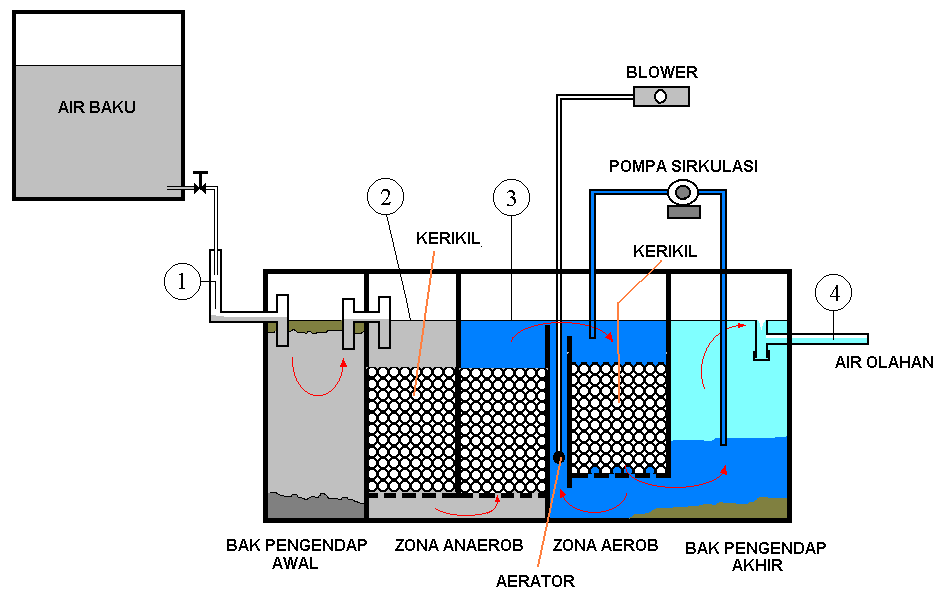 BLOWER
AIR BAKU
POMPA SIRKULASI
2
3
KERIKIL
KERIKIL
1
4
AIR OLAHAN
BAK PENGENDAP
AWAL
ZONA ANAEROB
ZONA AEROB
BAK PENGENDAP
AKHIR
AERATOR